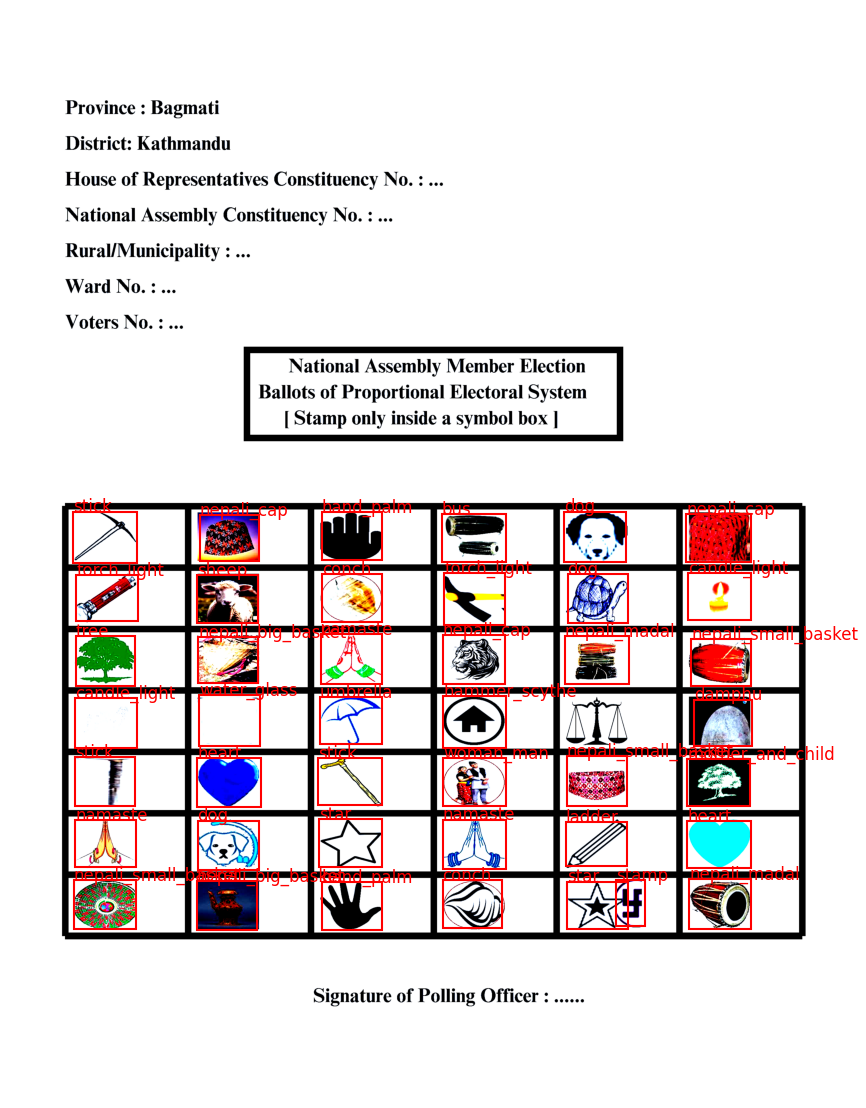 Province : Bagmati
District: Kathmandu
House of Representatives Constituency No. : ...
National Assembly Constituency No. : ...
Rural/Municipality : ...
Ward No. : ...
Voters No. : ...
National Assembly Member Election
Ballots of Proportional Electoral System
[ Stamp only inside a symbol box ]
stick nepali_cap hand_palm bus dog nepali_cap
torch_light sheep conch torch_light dog candle_light
tree nepali_big_basket namaste nepali_cap nepali_madal nepali_small_basket
candle_light water_glass umbrella hammer_scythe damphu
stick heart stick woman_man nepali_small_basket mother_and_child
namaste dog star namaste ladder heart
nepali_small_basket nepali_big_basket hand_palm conch star stamp nepali_madal
Signature of Polling Officer : ......